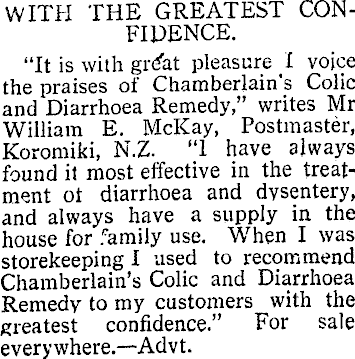 WITH THE GREATEST CON-
FIDENCE.
"It is with great pleasure I voice
the praises of Chamberlain's Colic
and Diarrhoea Remedy," writes Mr
William E. McKay, Postmaster,
Koromiki, N.Z. "I have always
found it most effective in the treat-
ment of diarrhoea and dysentery,
and always have a supply in the
house for family use. When I was
storekeeping I used to recommend
Chamberlain's Colic and Diarrhoea
Remedy to my customers with the
greatest confidence." For sale
everywhere.—Advt.